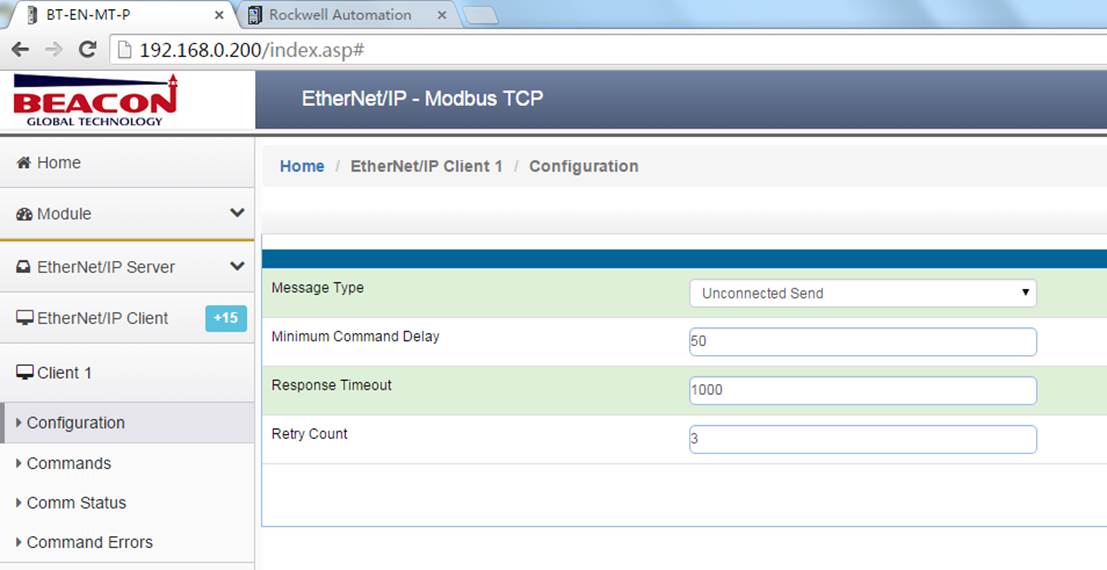 BT-EN-MT-P
Rockwell Automation
192.168.0.200/index.asp#
BEACON
GLOBAL TECHNOLOGY
EtherNet/IP - Modbus TCP
Home
Module
EtherNet/IP Server
EtherNet/IP Client +15
Client 1
Configuration
Commands
Comm Status
Command Errors
Home / EtherNet/IP Client 1 / Configuration
Message Type Unconnected Send
Minimum Command Delay 50
Response Timeout 1000
Retry Count 3